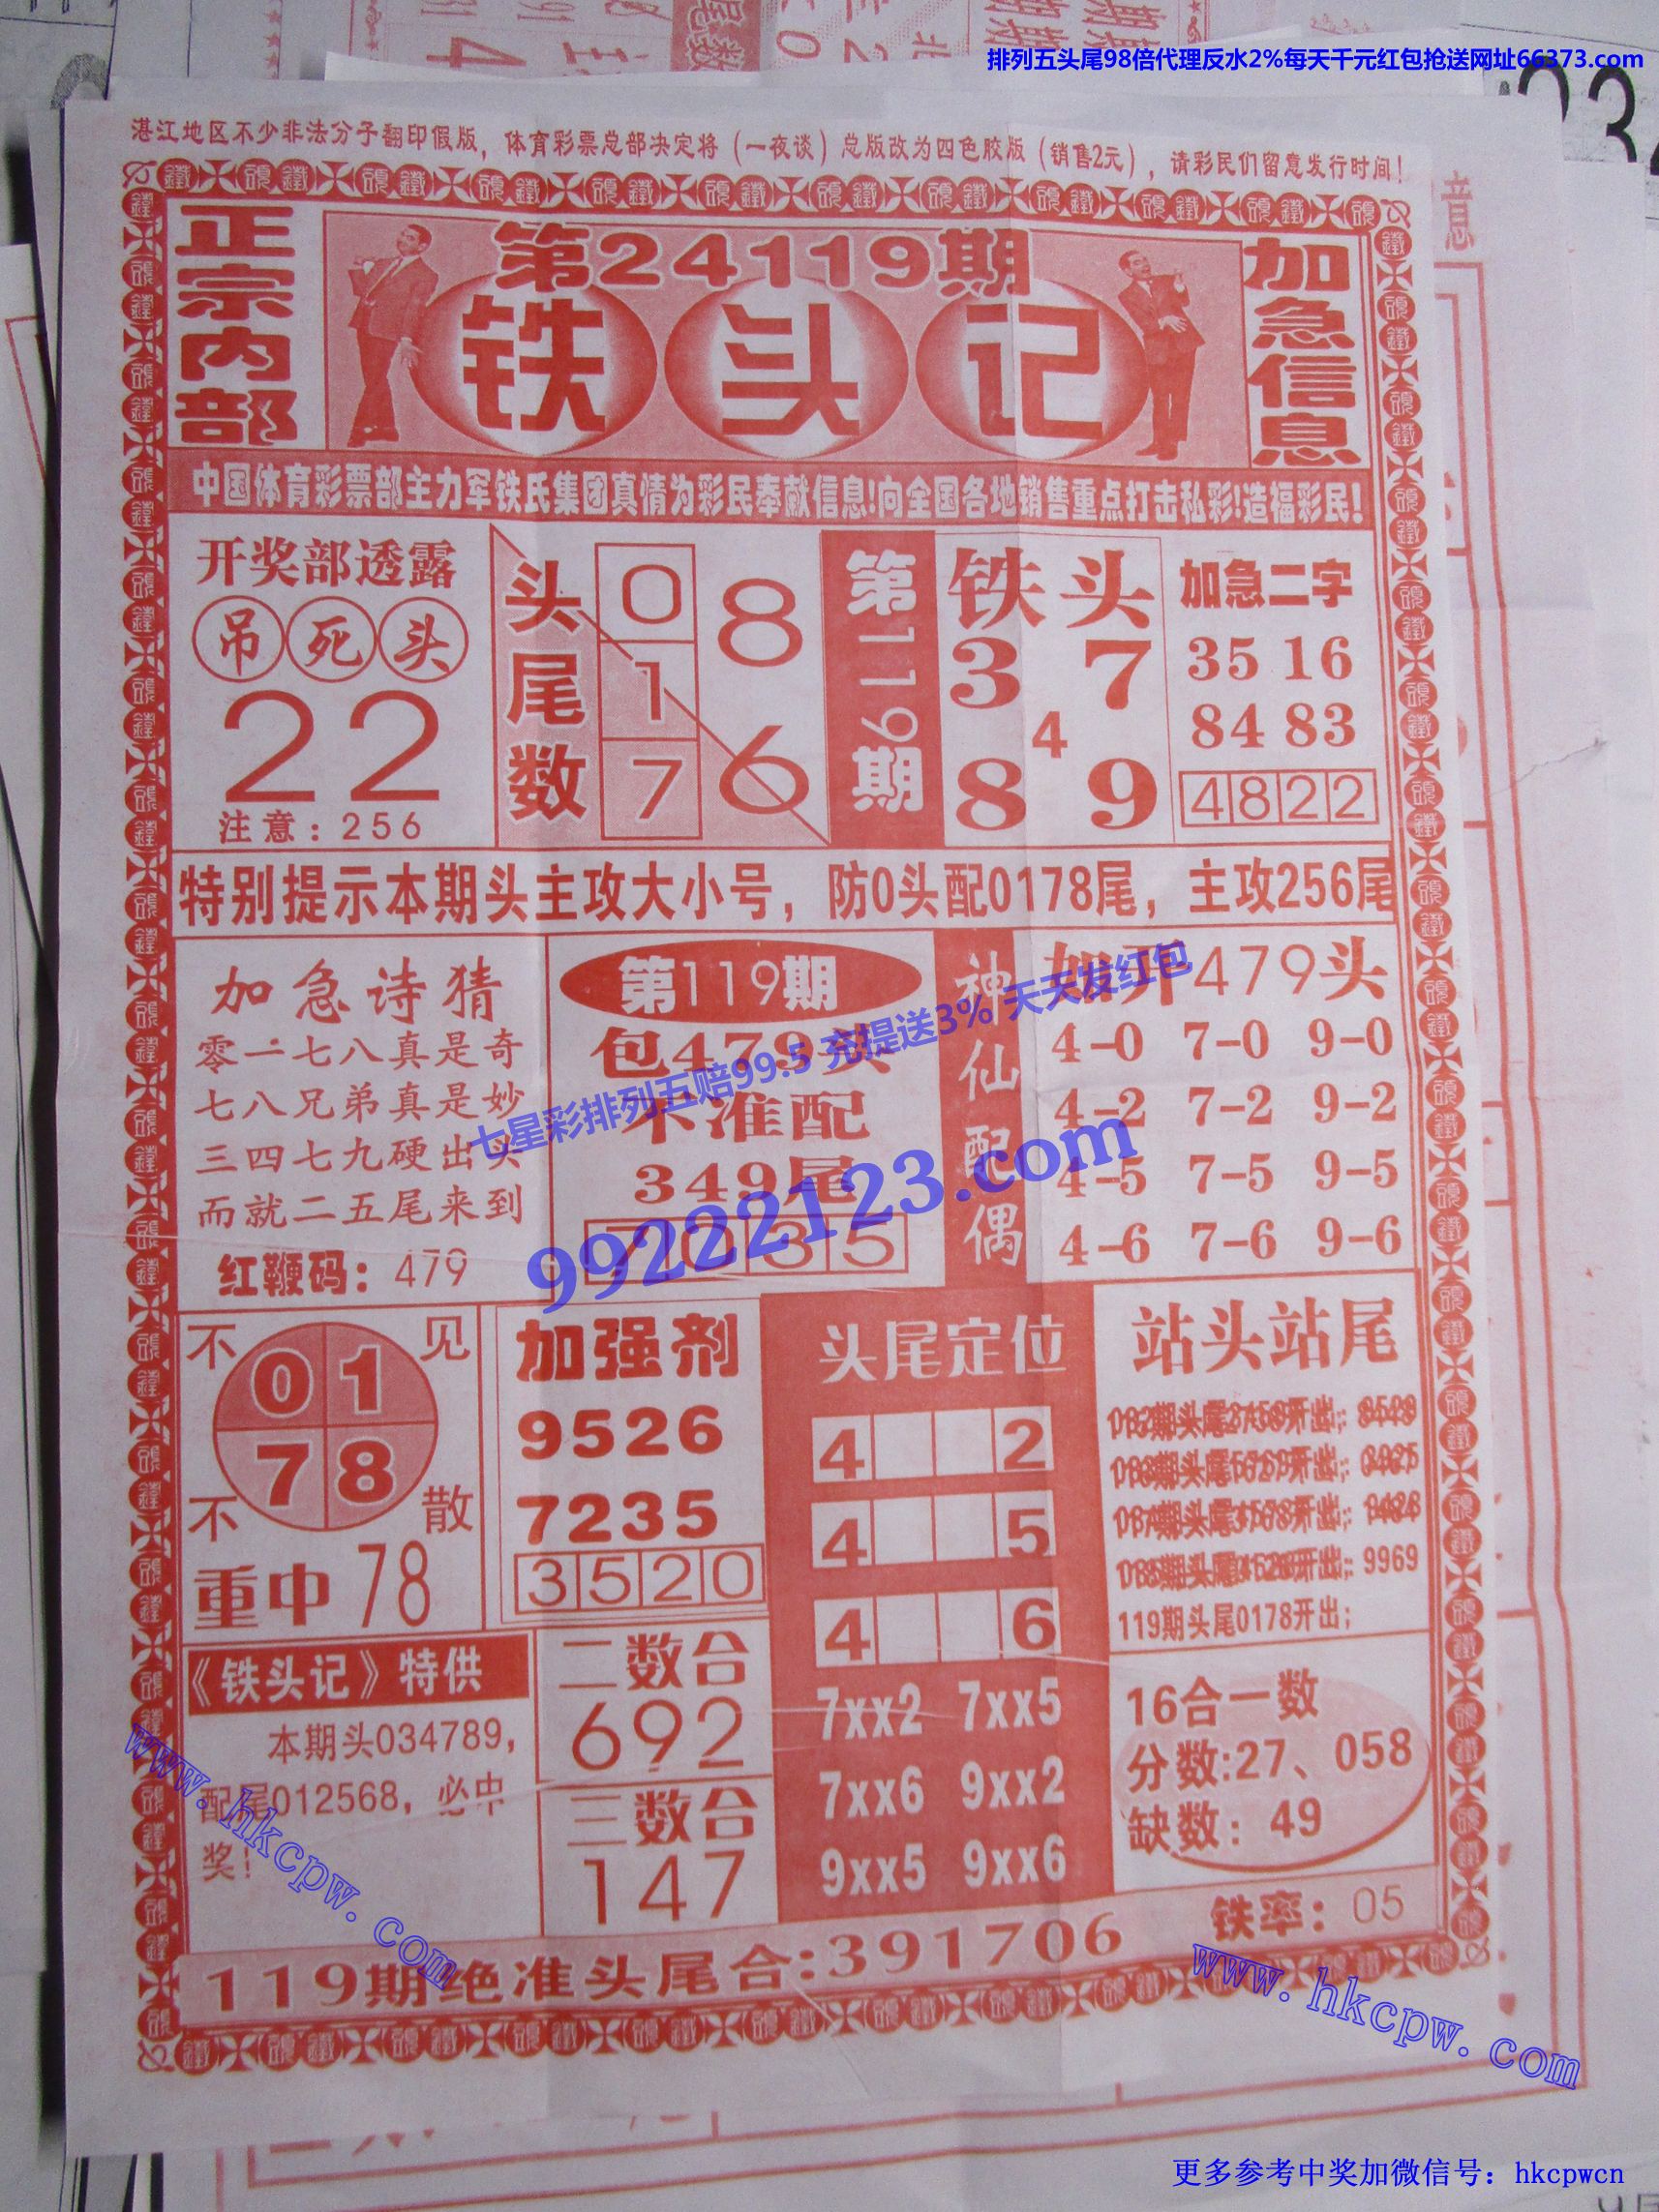 排列五头尾98倍代理反水2%每天千元红包抢送网址66373.com
湛江地区不少非法分子翻印假版，体育彩票总部决定将（一夜谈）总版改为四色胶版（销售2元），请彩民们留意发行时间！
正宗内部
第24119期
铁头记
加急信息
中国体育彩票部主力军铁氏集团真情为彩民奉献信息！向全国各地销售重点打击私彩！造福彩民！
开奖部透露
吊死头
22
注意：256
头尾数
0
1
7
8
6
第119期
铁头
3 7
4
8 9
加急二字
35 16
84 83
4822
特别提示本期头主攻大小号，防0头配0178尾，主攻256尾
加急诗猜
零一七八真是奇
七八兄弟真是妙
三四七九硬出头
而就二五尾来到
红鞭码：479
第119期
包479头
不准配
349尾
7035
神仙配偶
加开479头
4-0 7-0 9-0
4-2 7-2 9-2
4-5 7-5 9-5
4-6 7-6 9-6
七星彩排列五赔99.5 充提送3% 天天发红包
99222123.com
不见
01
78
不散
重中78
加强剂
9526
7235
3520
头尾定位
4 2
4 5
4 6
7xx2 7xx5
7xx6 9xx2
9xx5 9xx6
站头站尾
9969
119期头尾0178开出；
《铁头记》特供
本期头034789，
配尾012568，必中
奖！
二数合
692
三数合
147
16合一数
分数：27、058
缺数：49
119期绝准头尾合：391706
铁率：05
www.hkcpw.com
www.hkcpw.com
更多参考中奖加微信号：hkcpwcn